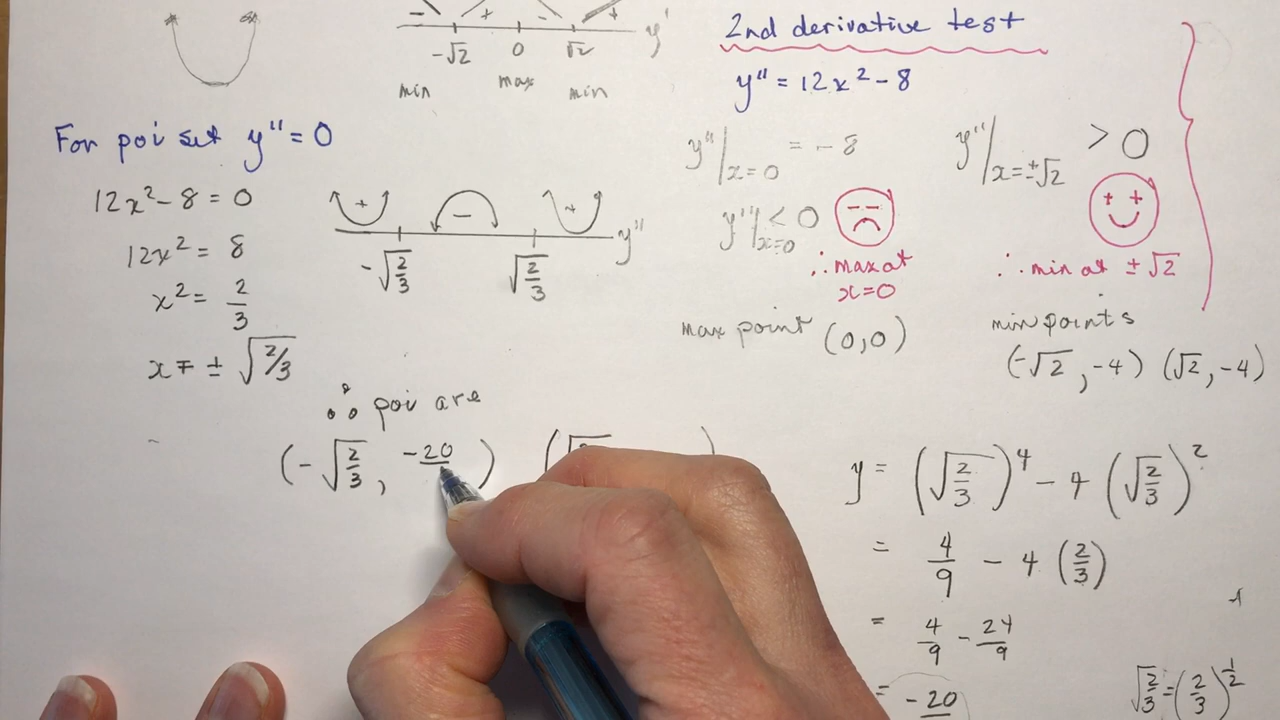 − + − +
−√2 0 √2 y'
min max min
For poi set y'' = 0
12x² − 8 = 0
12x² = 8
x² = 2/3
x = ± √2/3
+ − + y''
−√2/3 √2/3
∴ poi are
(−√2/3, −20 ) (√ )
2nd derivative test
y'' = 12x² − 8
y''|x=0 = −8
y''|x=0 < 0
∴ max at
x=0
max point (0,0)
y''|x=±√2 > 0
∴ min at ±√2
min points
(−√2, −4) (√2, −4)
y = (√2/3)⁴ − 4(√2/3)²
= 4/9 − 4(2/3)
= 4/9 − 24/9
= −20
√2/3 = (2/3)^1/2